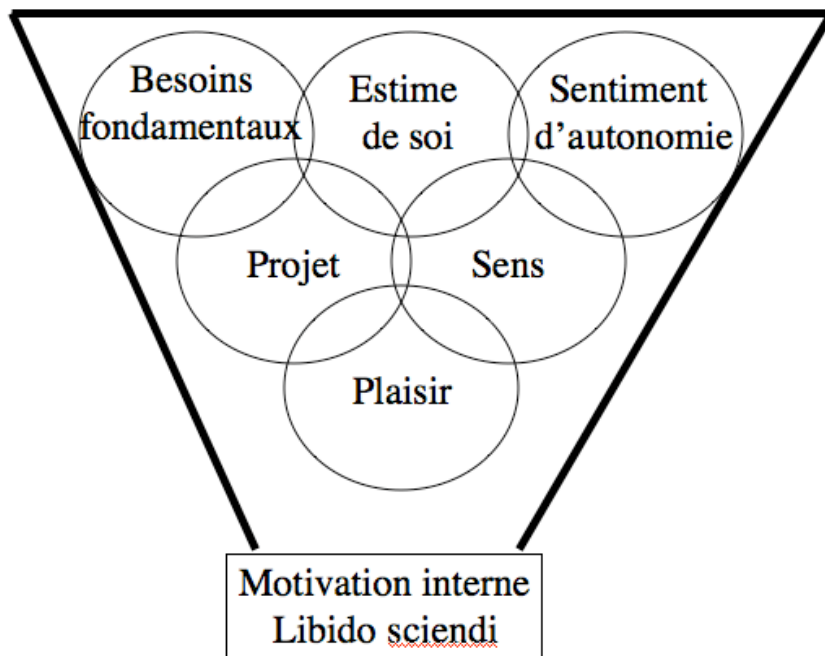 Besoins
fondamentaux
Estime
de soi
Sentiment
d’autonomie
Projet
Sens
Plaisir
Motivation interne
Libido sciendi